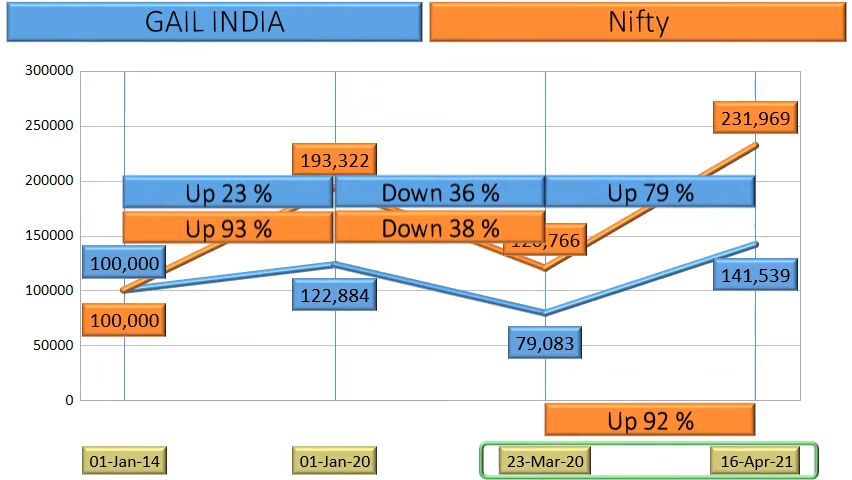 GAIL INDIA
Nifty
300000
250000
231,969
193,322
200000
Up 23 %
Down 36 %
Up 79 %
Up 93 %
Down 38 %
150000
100,000
141,539
100000
122,884
100,000
79,083
50000
0
Up 92 %
01-Jan-14
01-Jan-20
23-Mar-20
16-Apr-21